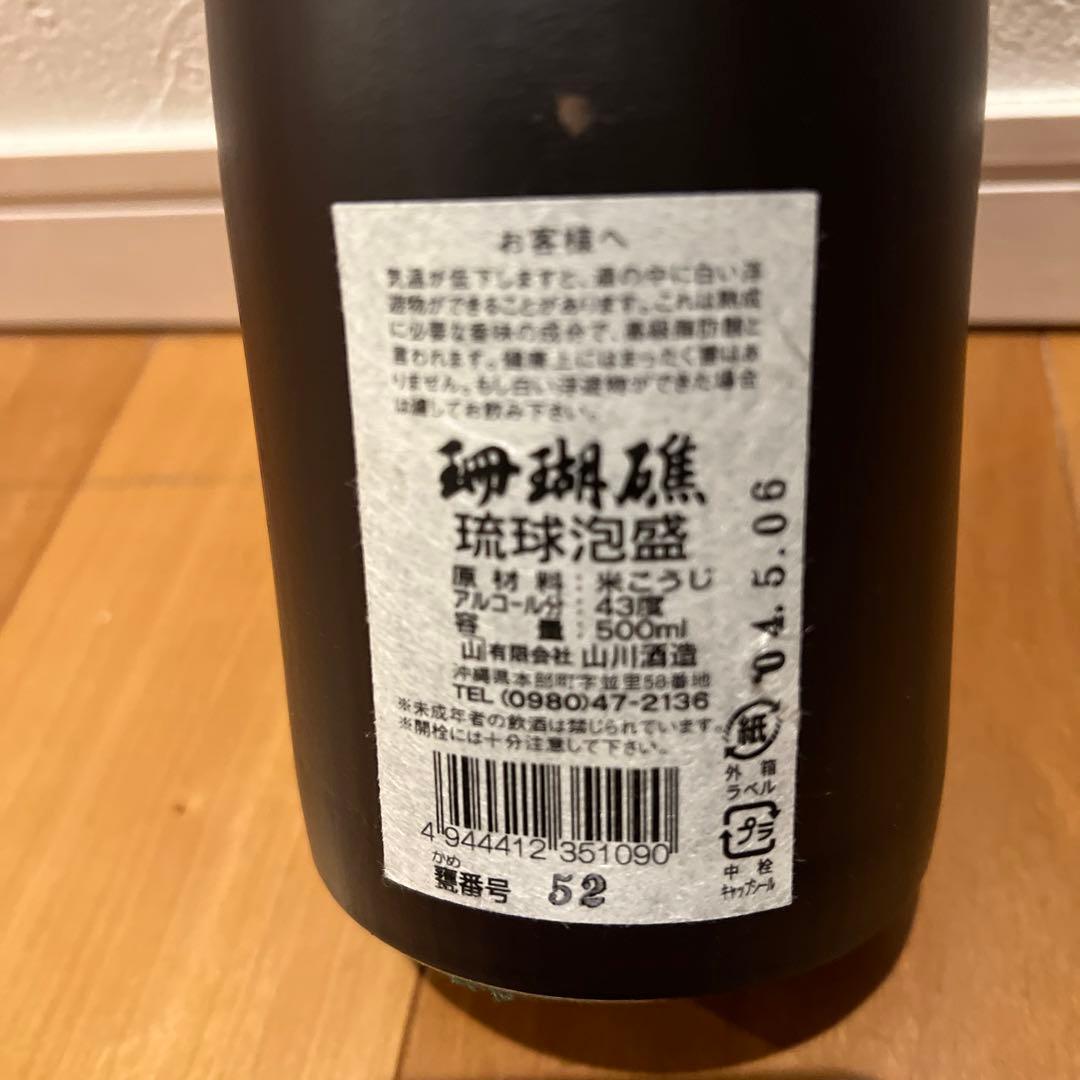 お客様へ
気温が低下しますと、酒の中に白い浮
遊物ができることがあります。これは熟成
に必要な香味の成分で、高級脂肪酸と
言われます。健康上にはまったく害はあ
りません。もし白い浮遊物ができた場合
は濾してお飲み下さい。
珊瑚礁
琉球泡盛
原材料：米こうじ
アルコール分：43度
容量：500ml
山有限会社 山川酒造
沖縄県本部町字並里58番地
TEL (0980)47-2136
※未成年者の飲酒は禁じられています。
※開栓には十分注意して下さい。
4 944412 351090
かめ
甕番号 52
'04.5.06
紙
外箱
ラベル
プラ
中栓
キャップシール